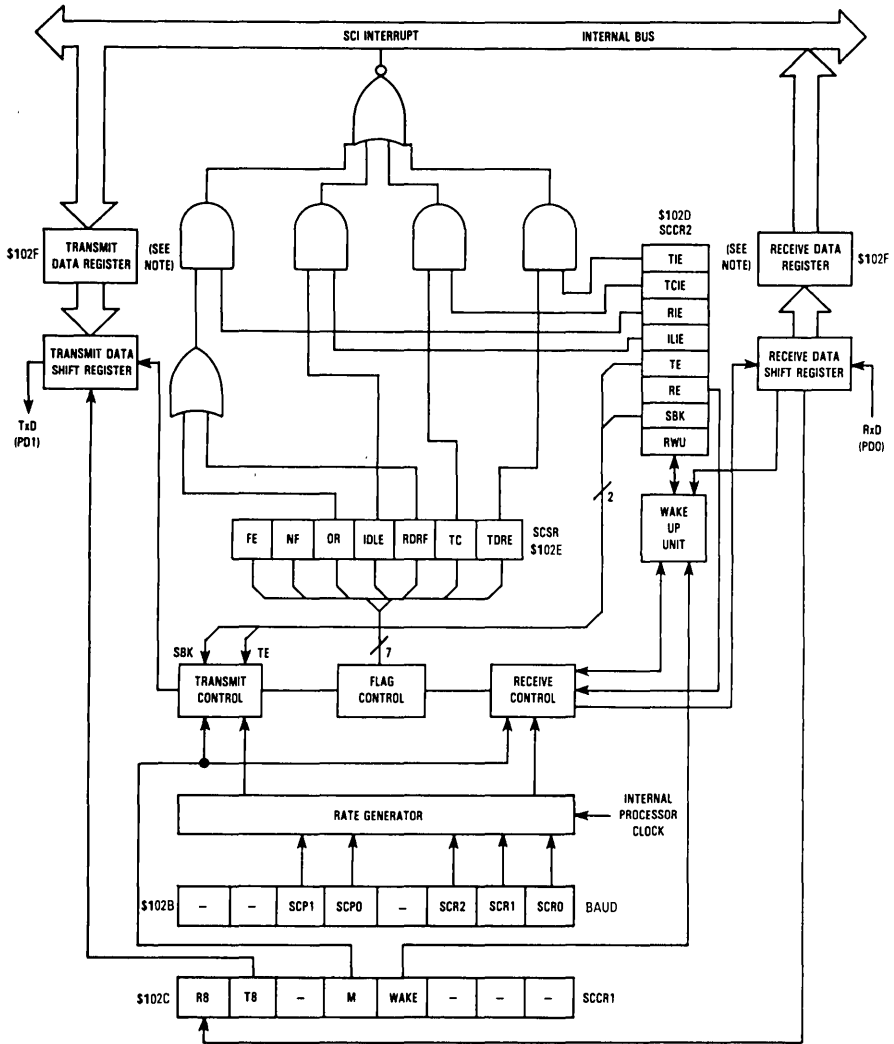 SCI INTERRUPT INTERNAL BUS
$102D
SCCR2
$102F
TRANSMIT
DATA REGISTER
(SEE
NOTE)
TIE
TCIE
RIE
ILIE
TE
RE
SBK
RWU
(SEE
NOTE)
RECEIVE DATA
REGISTER
$102F
TRANSMIT DATA
SHIFT REGISTER
RECEIVE DATA
SHIFT REGISTER
TxD
(PD1)
RxD
(PD0)
2
WAKE
UP
UNIT
FE NF OR IDLE RDRF TC TDRE
SCSR
$102E
7
SBK TE
TRANSMIT
CONTROL
FLAG
CONTROL
RECEIVE
CONTROL
RATE GENERATOR
INTERNAL
PROCESSOR
CLOCK
$102B – – SCP1 SCP0 – SCR2 SCR1 SCR0 BAUD
$102C R8 T8 – M WAKE – – – SCCR1